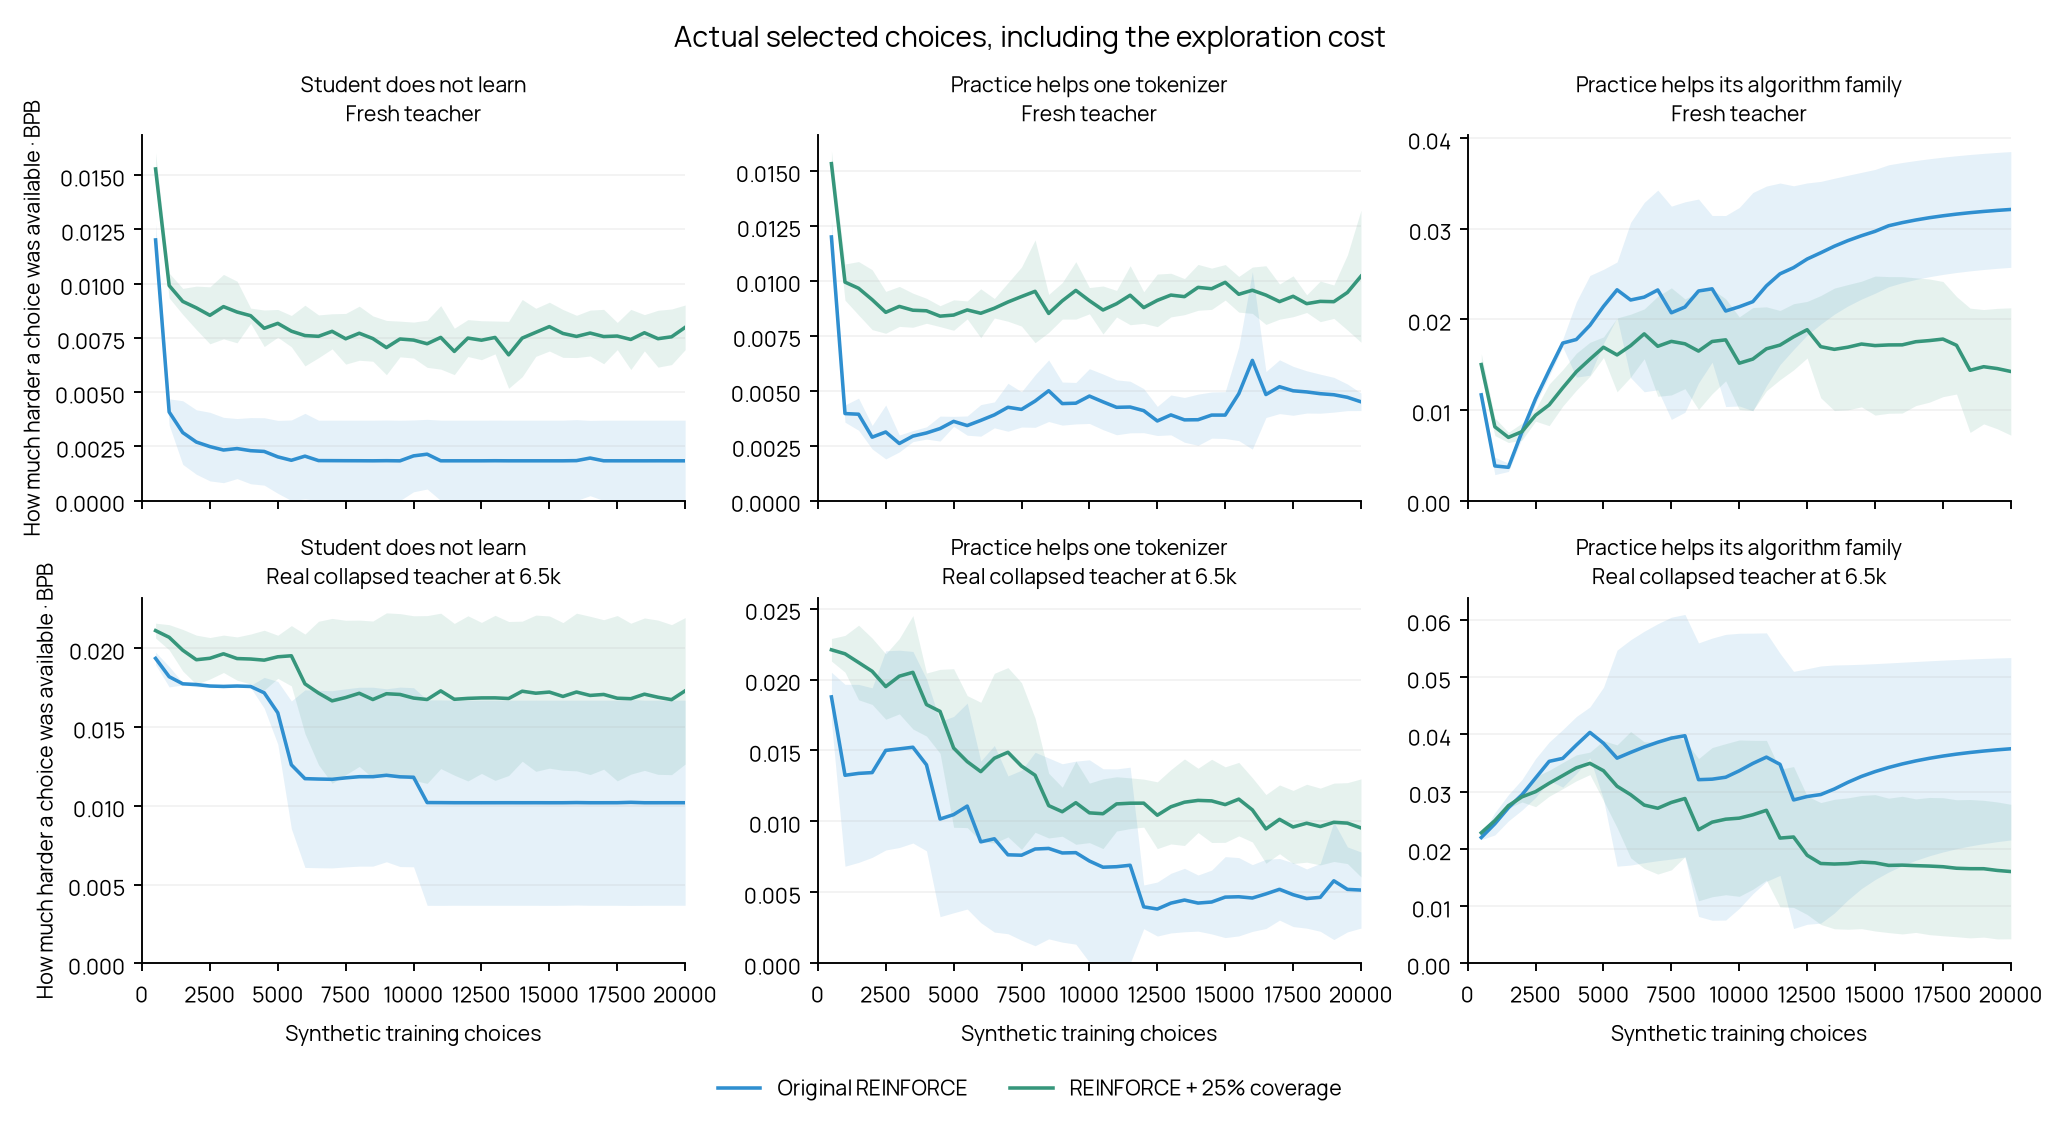 Actual selected choices, including the exploration cost
Student does not learn
Fresh teacher
Practice helps one tokenizer
Fresh teacher
Practice helps its algorithm family
Fresh teacher
How much harder a choice was available · BPB
0.0150
0.0125
0.0100
0.0075
0.0050
0.0025
0.0000
0.0150
0.0125
0.0100
0.0075
0.0050
0.0025
0.0000
0.04
0.03
0.02
0.01
0.00
Student does not learn
Real collapsed teacher at 6.5k
Practice helps one tokenizer
Real collapsed teacher at 6.5k
Practice helps its algorithm family
Real collapsed teacher at 6.5k
How much harder a choice was available · BPB
0.020
0.015
0.010
0.005
0.000
0.025
0.020
0.015
0.010
0.005
0.000
0.06
0.05
0.04
0.03
0.02
0.01
0.00
0 2500 5000 7500 10000 12500 15000 17500 20000
0 2500 5000 7500 10000 12500 15000 17500 20000
0 2500 5000 7500 10000 12500 15000 17500 20000
Synthetic training choices
Synthetic training choices
Synthetic training choices
Original REINFORCE
REINFORCE + 25% coverage